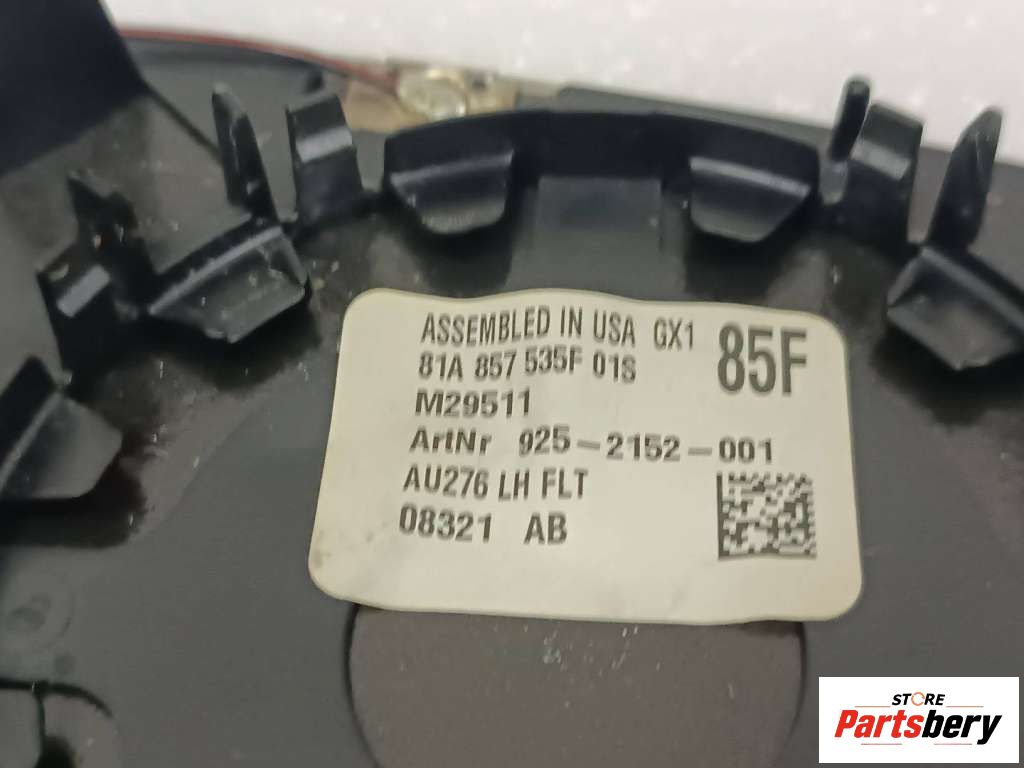 ASSEMBLED IN USA GX1 85F
81A 857 535F 01S
M29511
ArtNr 925-2152-001
AU276 LH FLT
08321 AB
STORE
Partsbery